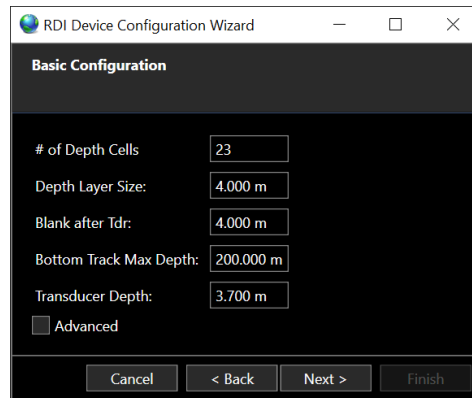 RDI Device Configuration Wizard
Basic Configuration
# of Depth Cells 23
Depth Layer Size: 4.000 m
Blank after Tdr: 4.000 m
Bottom Track Max Depth: 200.000 m
Transducer Depth: 3.700 m
Advanced
Cancel < Back Next > Finish